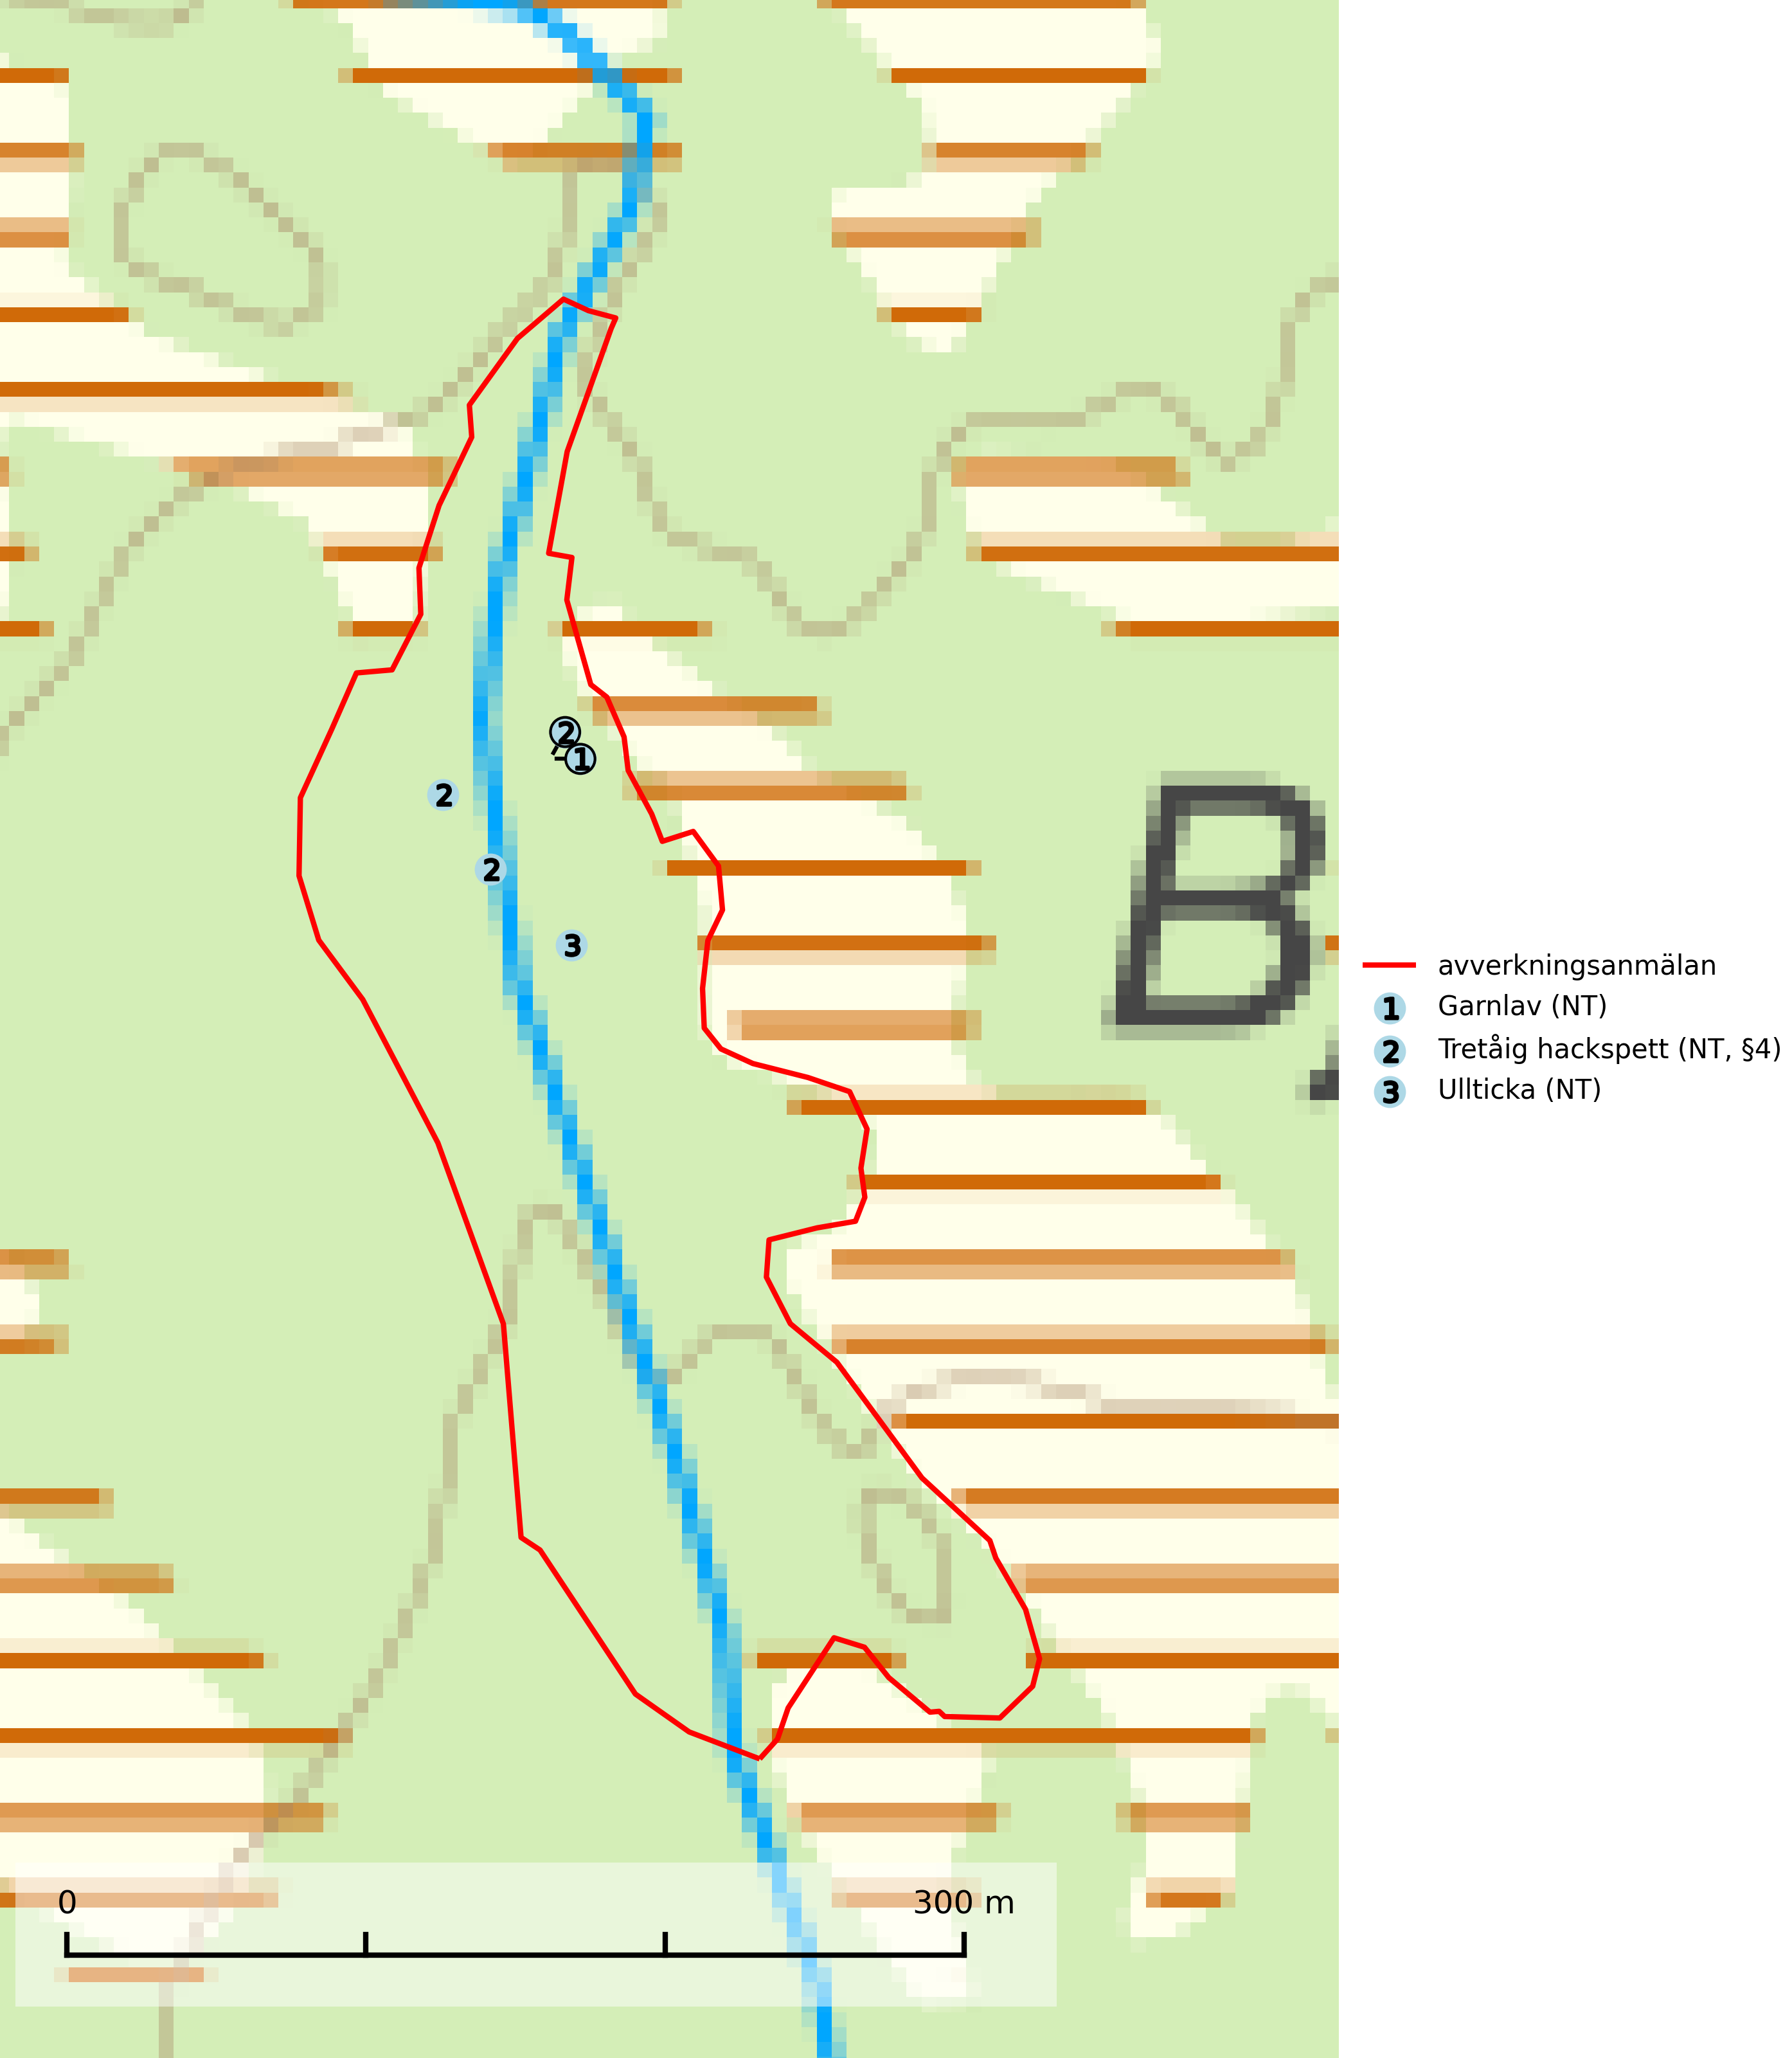 2
1
2
2
3
B
avverkningsanmälan
1 Garnlav (NT)
2 Tretåig hackspett (NT, §4)
3 Ullticka (NT)
0 300 m